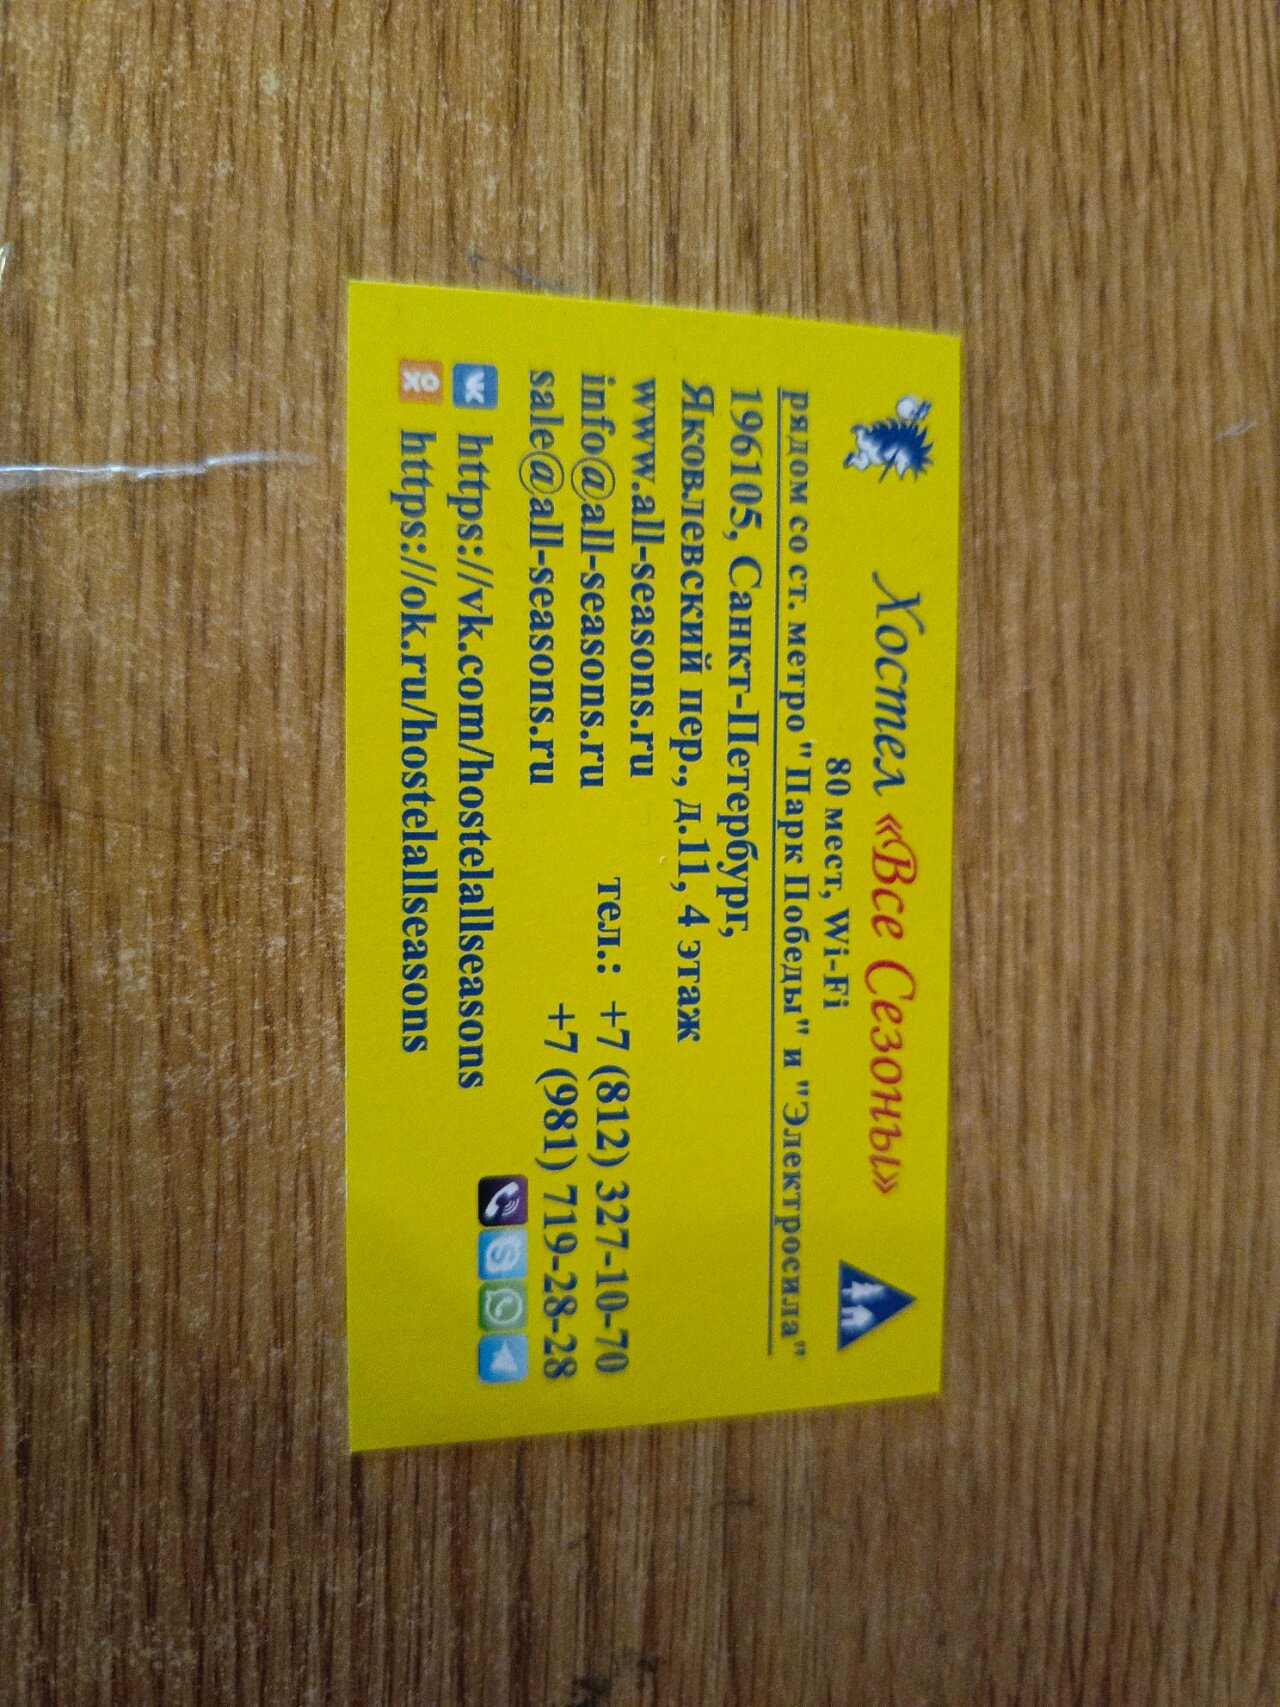 Хостел «Все Сезоны»
80 мест, Wi-Fi
рядом со ст. метро "Парк Победы" и "Электросила"
196105, Санкт-Петербург,
Яковлевский пер., д.11, 4 этаж
www.all-seasons.ru
info@all-seasons.ru тел.: +7 (812) 327-10-70
sale@all-seasons.ru +7 (981) 719-28-28
https://vk.com/hostelallseasons
https://ok.ru/hostelallseasons